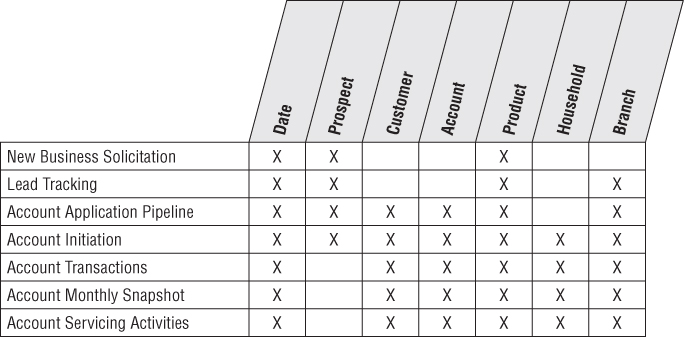 Date Prospect Customer Account Product Household Branch
New Business Solicitation X X X
Lead Tracking X X X X
Account Application Pipeline X X X X X X
Account Initiation X X X X X X X
Account Transactions X X X X X X
Account Monthly Snapshot X X X X X X
Account Servicing Activities X X X X X X